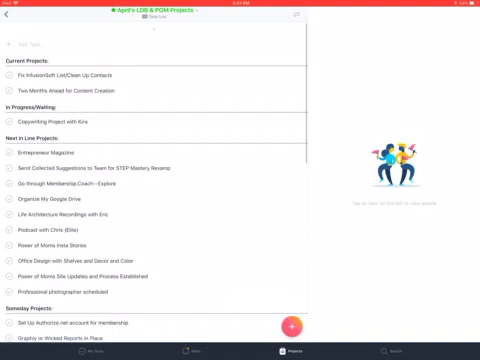 April's LDB & POM Projects
Task List
Add Task...
Current Projects:
Fix InfusionSoft List/Clean Up Contacts
Two Months Ahead for Content Creation
In Progress/Waiting:
Copywriting Project with Kira
Next in Line Projects:
Entrepreneur Magazine
Send Collected Suggestions to Team for STEP Mastery Revamp
Go through Membership.Coach--Explore
Organize My Google Drive
Life Architecture Recordings with Eric
Podcast with Chris (Elite)
Power of Moms Insta Stories
Office Design with Shelves and Decor and Color
Power of Moms Site Updates and Process Established
Professional photographer scheduled
Someday Projects:
Set Up Authorize net account for membership
Graphly or Wicked Reports in Place
Tap an item on the left to view details
My Tasks
Inbox
Projects
Search